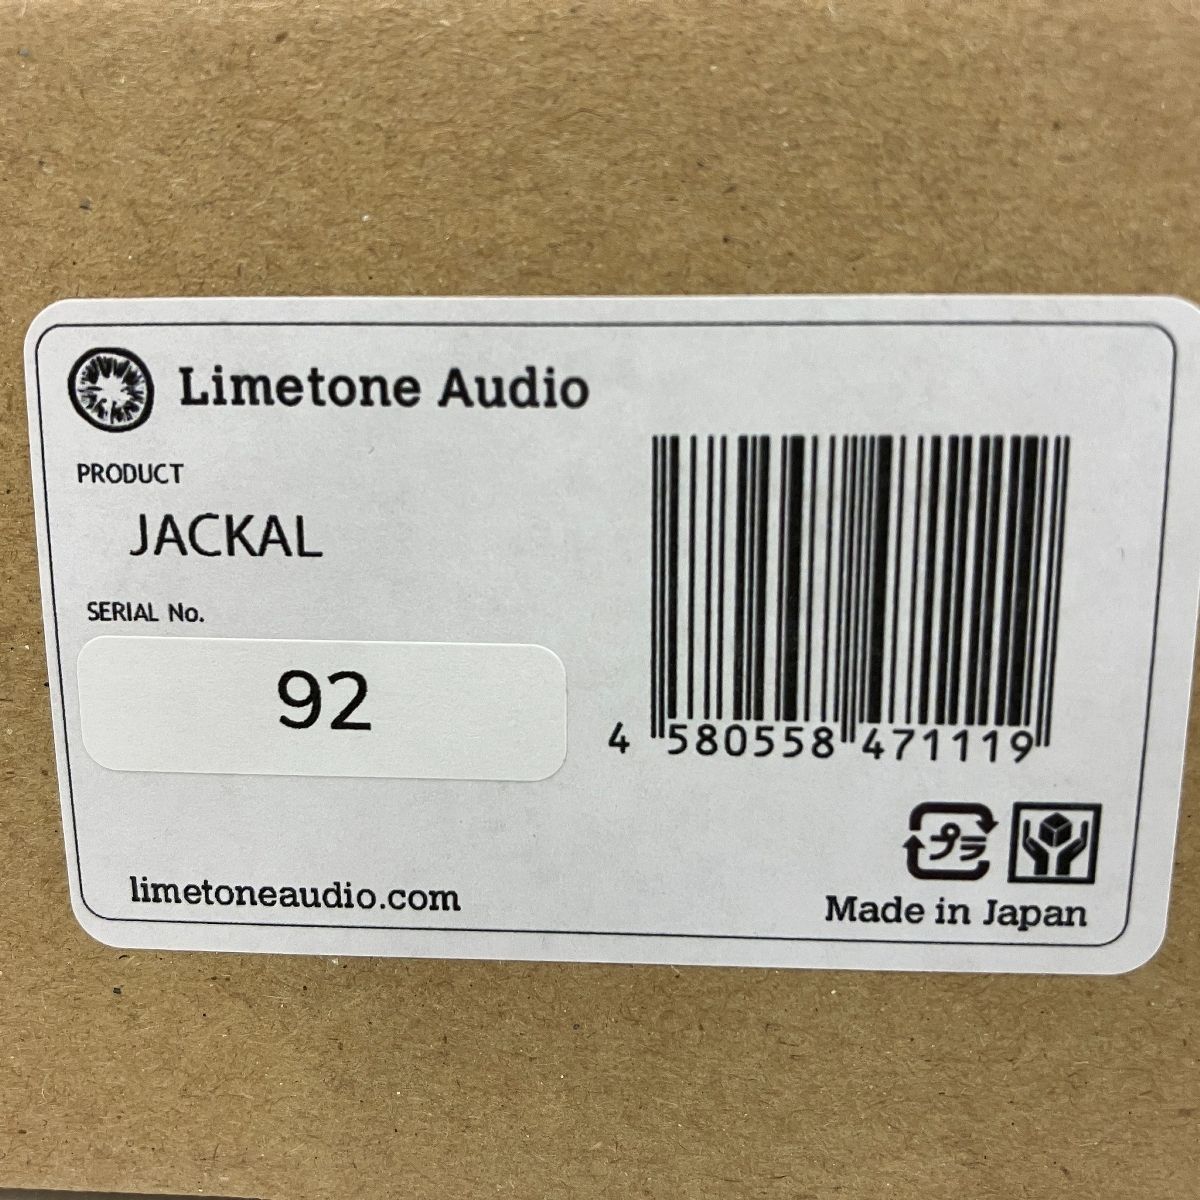 Limetone Audio
PRODUCT
JACKAL
SERIAL No.
92
4 580558 471119
プラ
limetoneaudio.com
Made in Japan